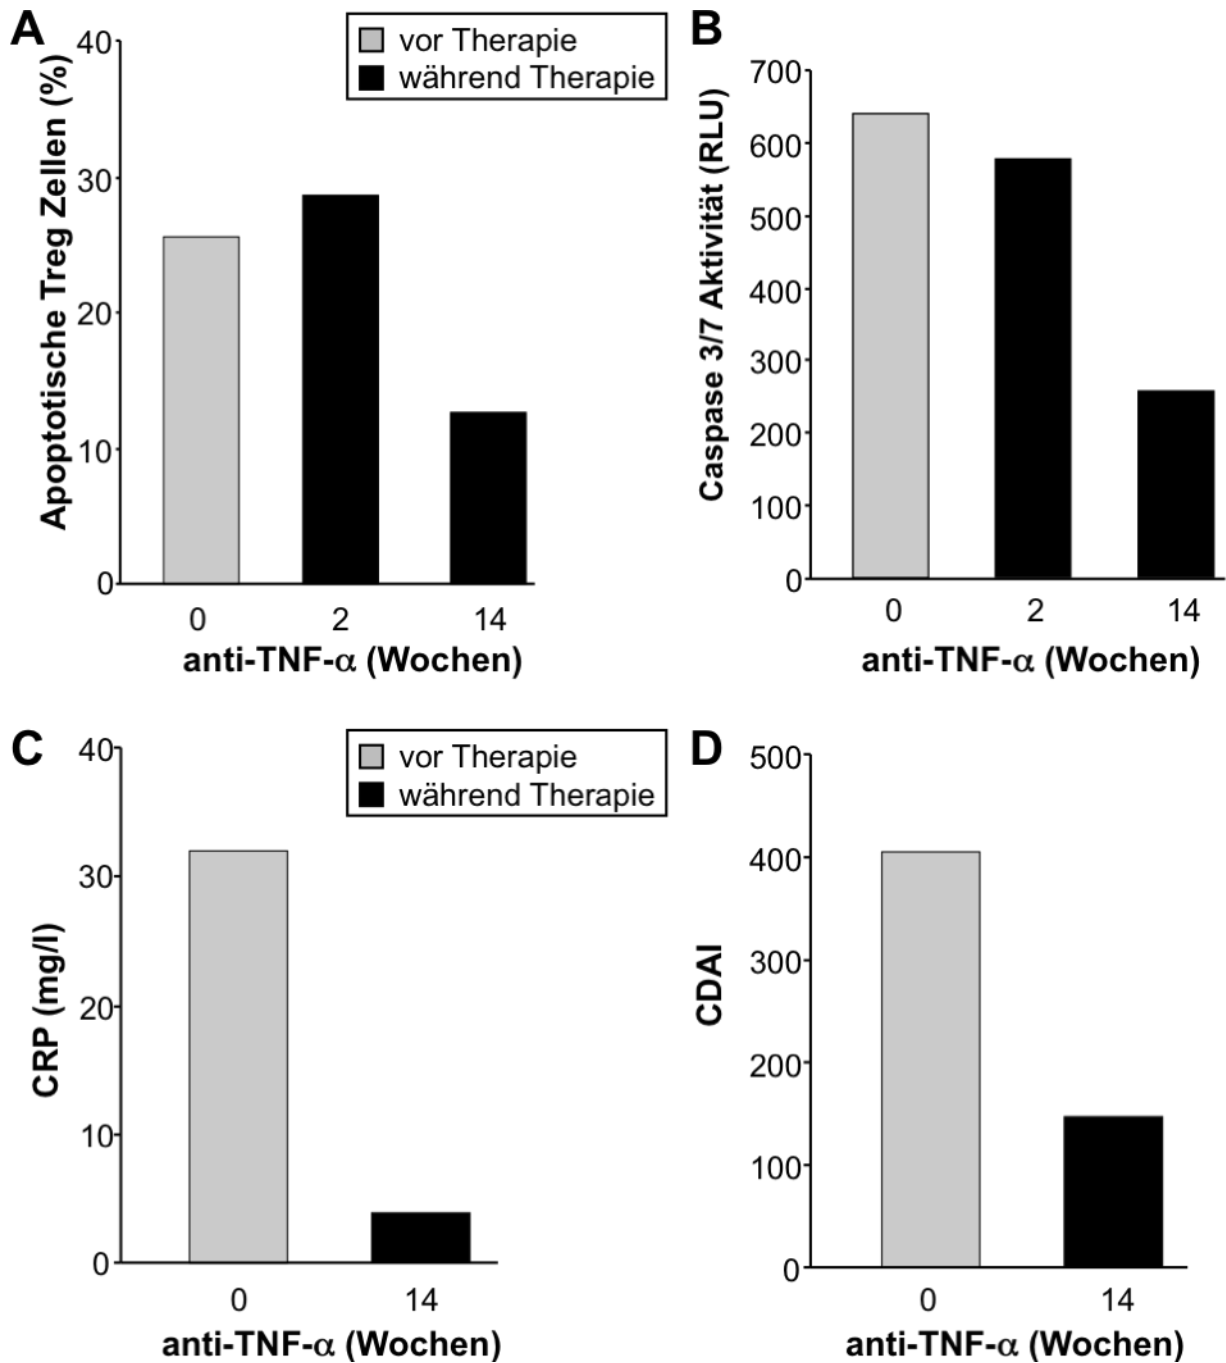 A
Apoptotische Treg Zellen (%)
40
30
20
10
0
vor Therapie
während Therapie
0 2 14
anti-TNF-α (Wochen)
B
Caspase 3/7 Aktivität (RLU)
700
600
500
400
300
200
100
0
0 2 14
anti-TNF-α (Wochen)
C
CRP (mg/l)
40
30
20
10
0
vor Therapie
während Therapie
0 14
anti-TNF-α (Wochen)
D
CDAI
500
400
300
200
100
0
0 14
anti-TNF-α (Wochen)